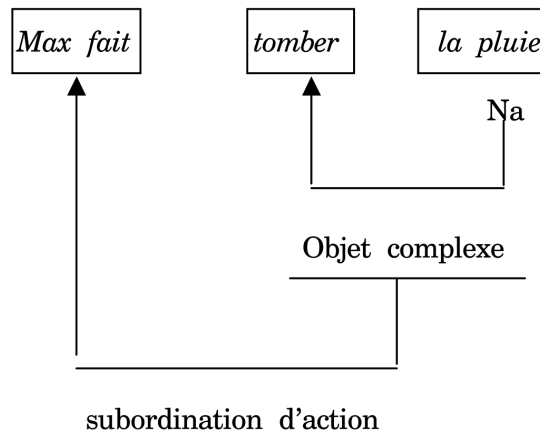 Max fait tomber la pluie
Na
Objet complexe
subordination d'action